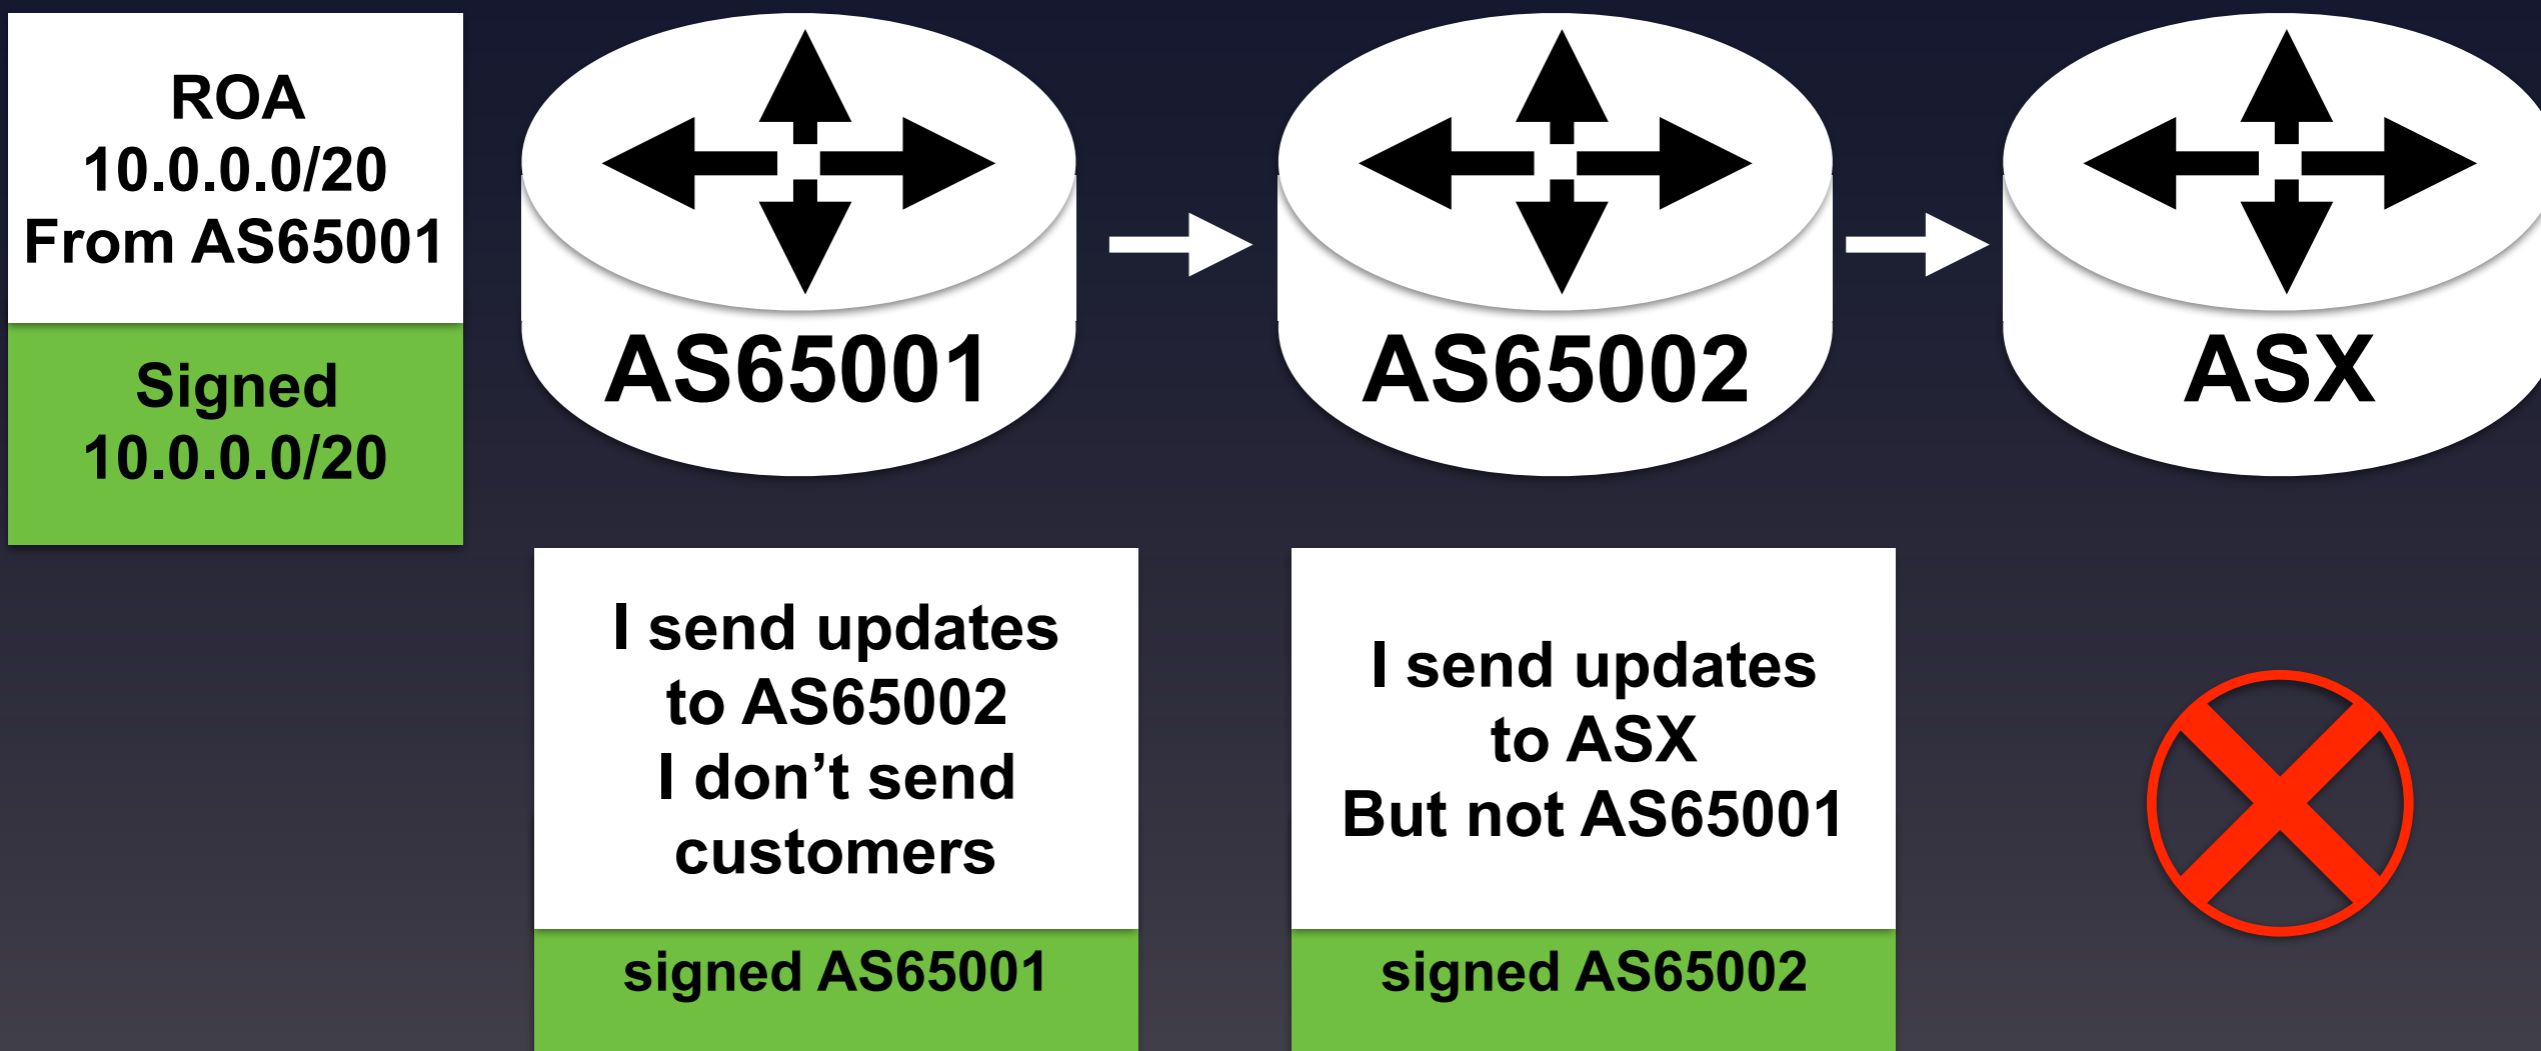 ROA
10.0.0.0/20
From AS65001
Signed
10.0.0.0/20
AS65001
AS65002
ASX
I send updates
to AS65002
I don’t send
customers
signed AS65001
I send updates
to ASX
But not AS65001
signed AS65002